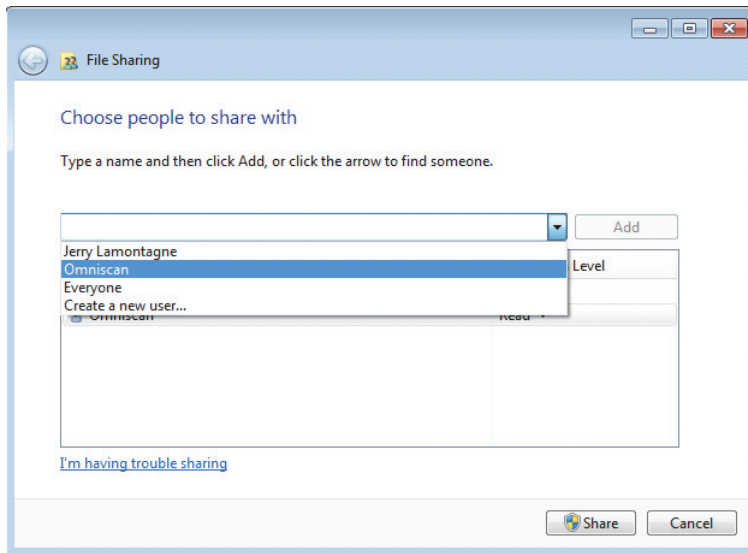 File Sharing
Choose people to share with
Type a name and then click Add, or click the arrow to find someone.
Add
Jerry Lamontagne
Omniscan
Level
Everyone
Create a new user...
Omniscan Read
I'm having trouble sharing
Share Cancel